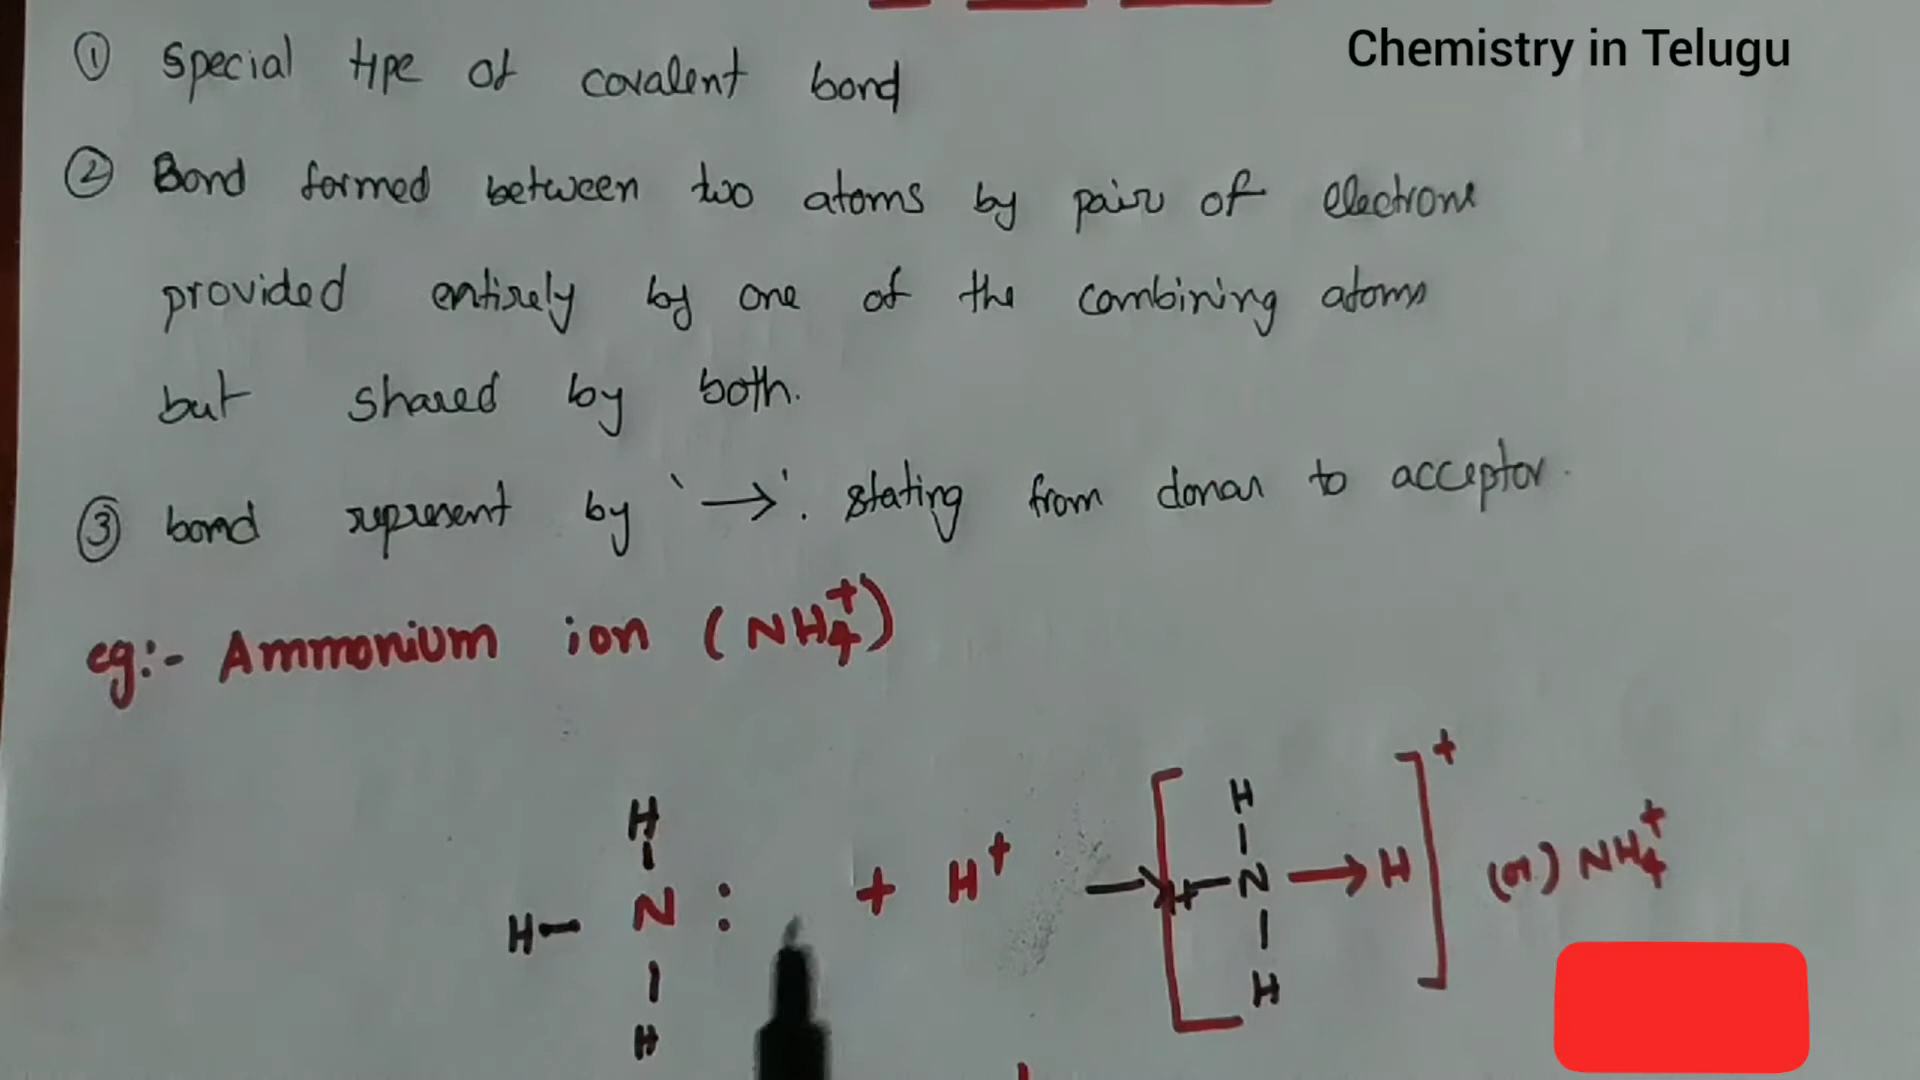 Chemistry in Telugu
① Special type of covalent bond
② Bond formed between two atoms by pair of electrons
provided entirely by one of the combining atoms
but shared by both.
③ bond represent by '→'. stating from donar to acceptor.
eg:- Ammonium ion (NH₄⁺)
H
|
H- N : + H⁺ → [H-N→H]⁺ (or) NH₄⁺
|
H
H
|
|
H